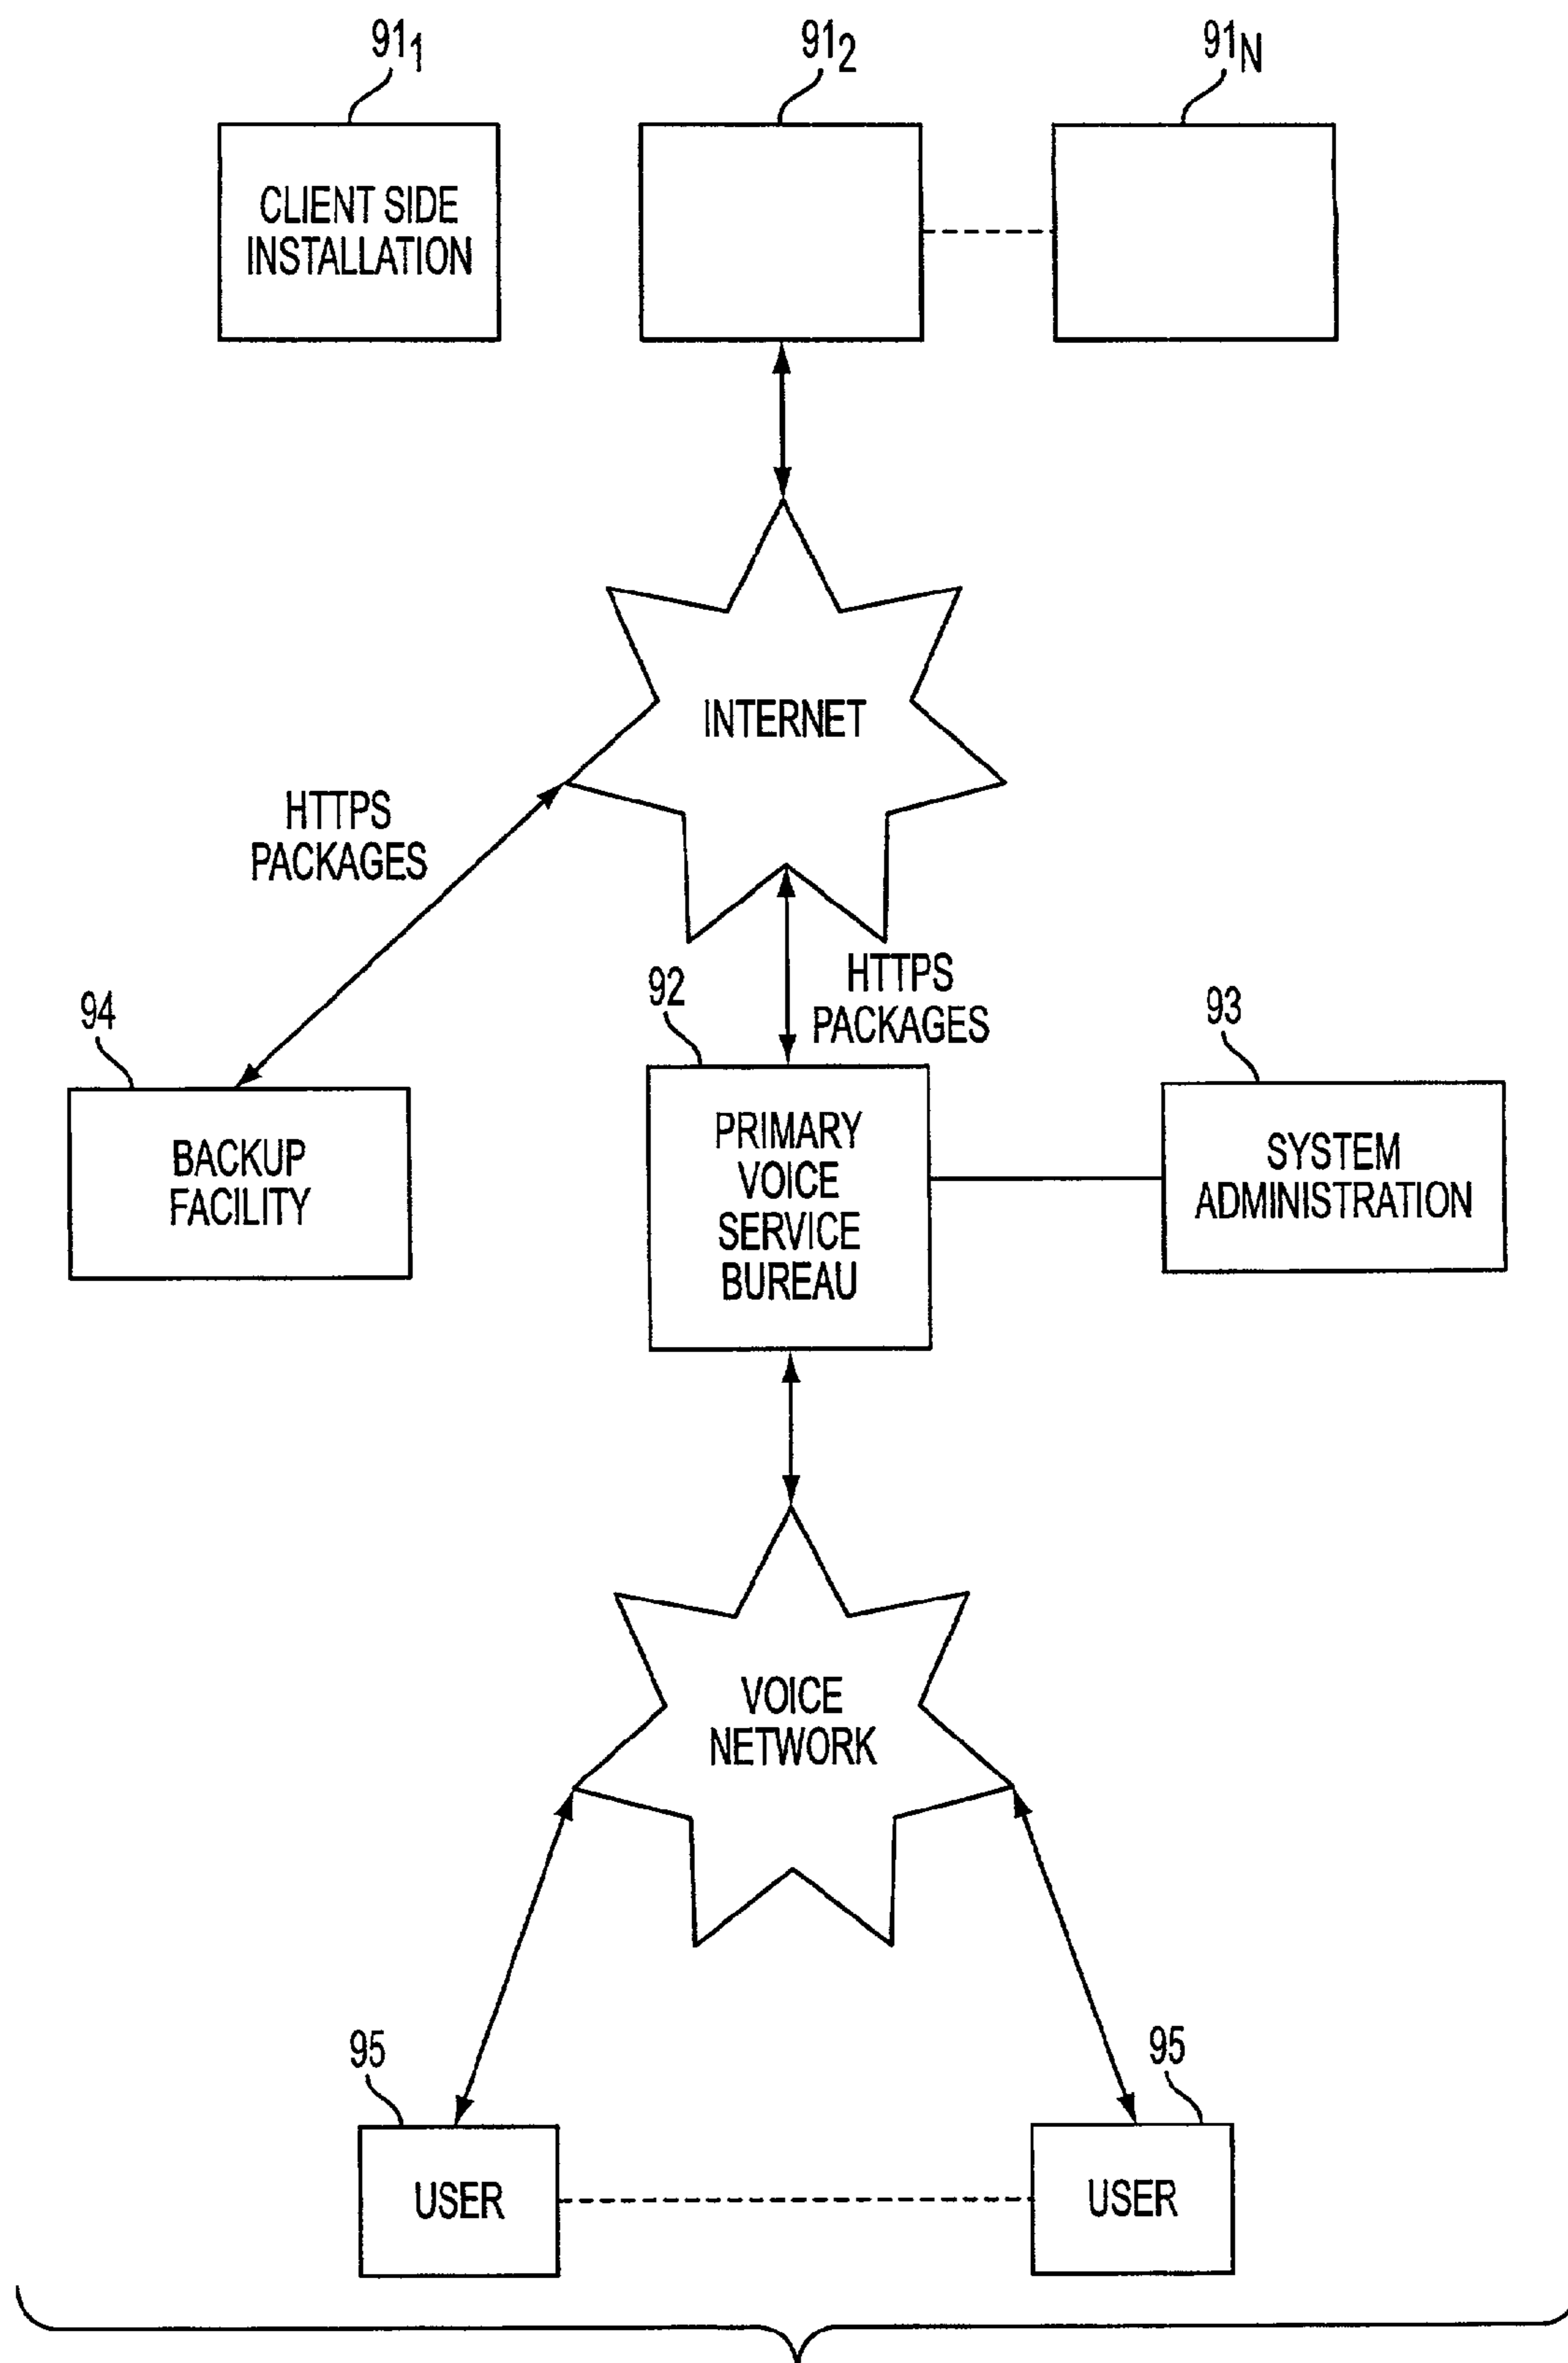 91₁
91₂
91N
CLIENT SIDE
INSTALLATION
INTERNET
HTTPS
PACKAGES
HTTPS
PACKAGES
94
92
93
BACKUP
FACILITY
PRIMARY
VOICE
SERVICE
BUREAU
SYSTEM
ADMINISTRATION
VOICE
NETWORK
95
95
USER
USER